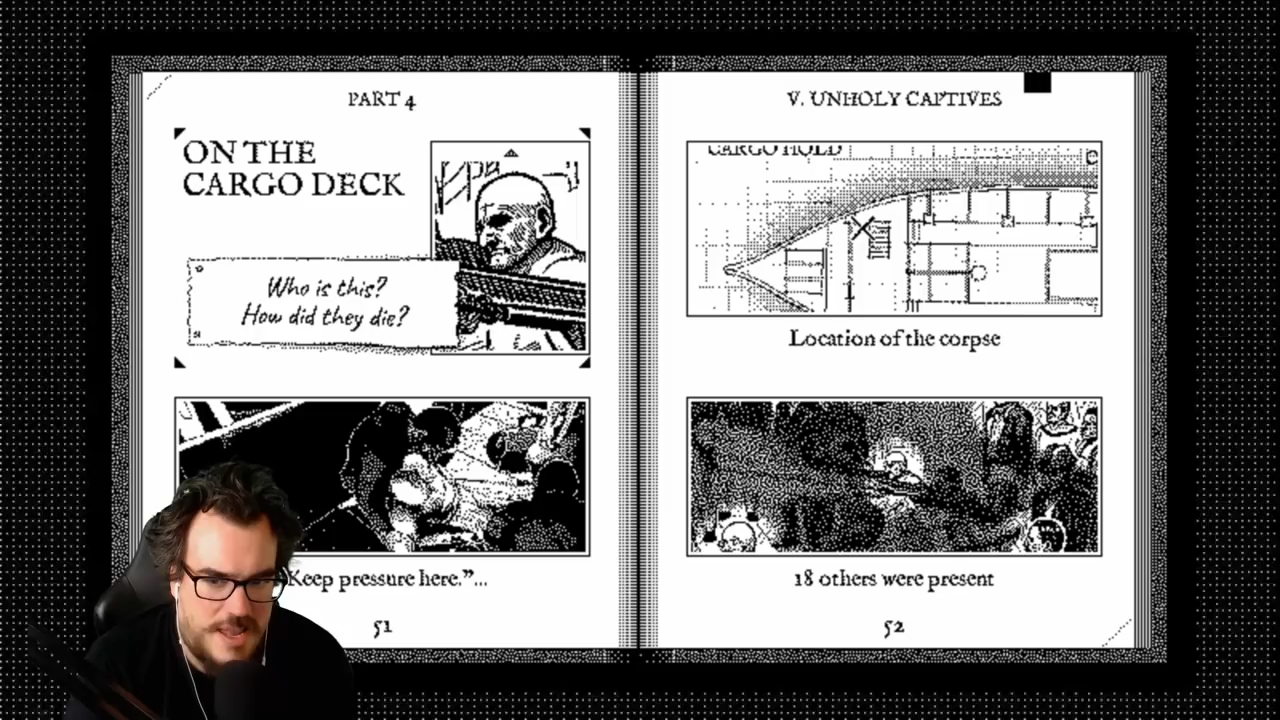 PART 4
ON THE
CARGO DECK
Who is this?
How did they die?
Keep pressure here.”...
51
V. UNHOLY CAPTIVES
CARGO HOLD
Location of the corpse
18 others were present
52